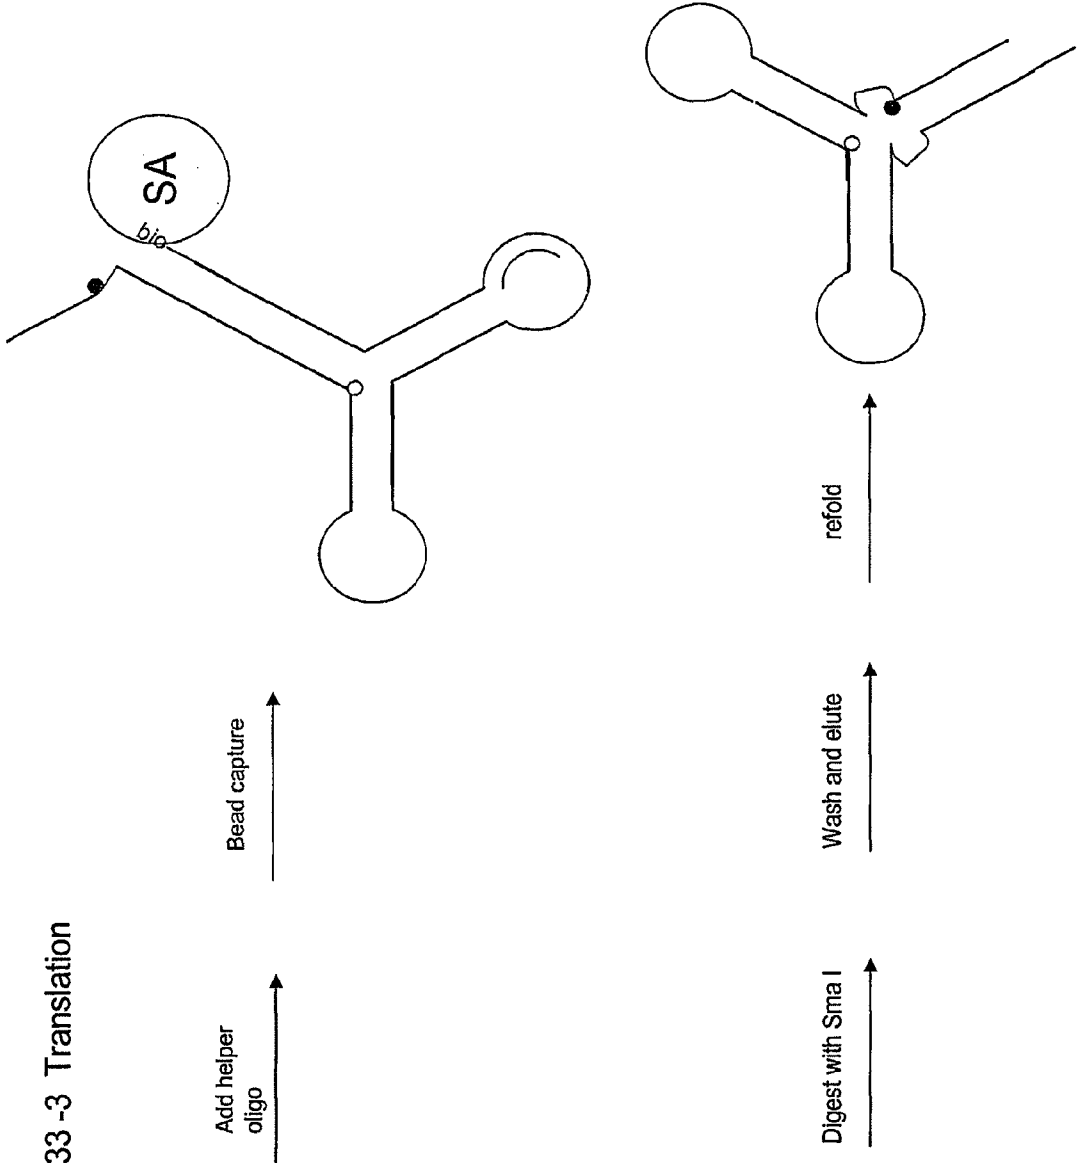 33 -3 Translation
Add helper
oligo
Bead capture
bio
SA
Digest with Sma I
Wash and elute
refold